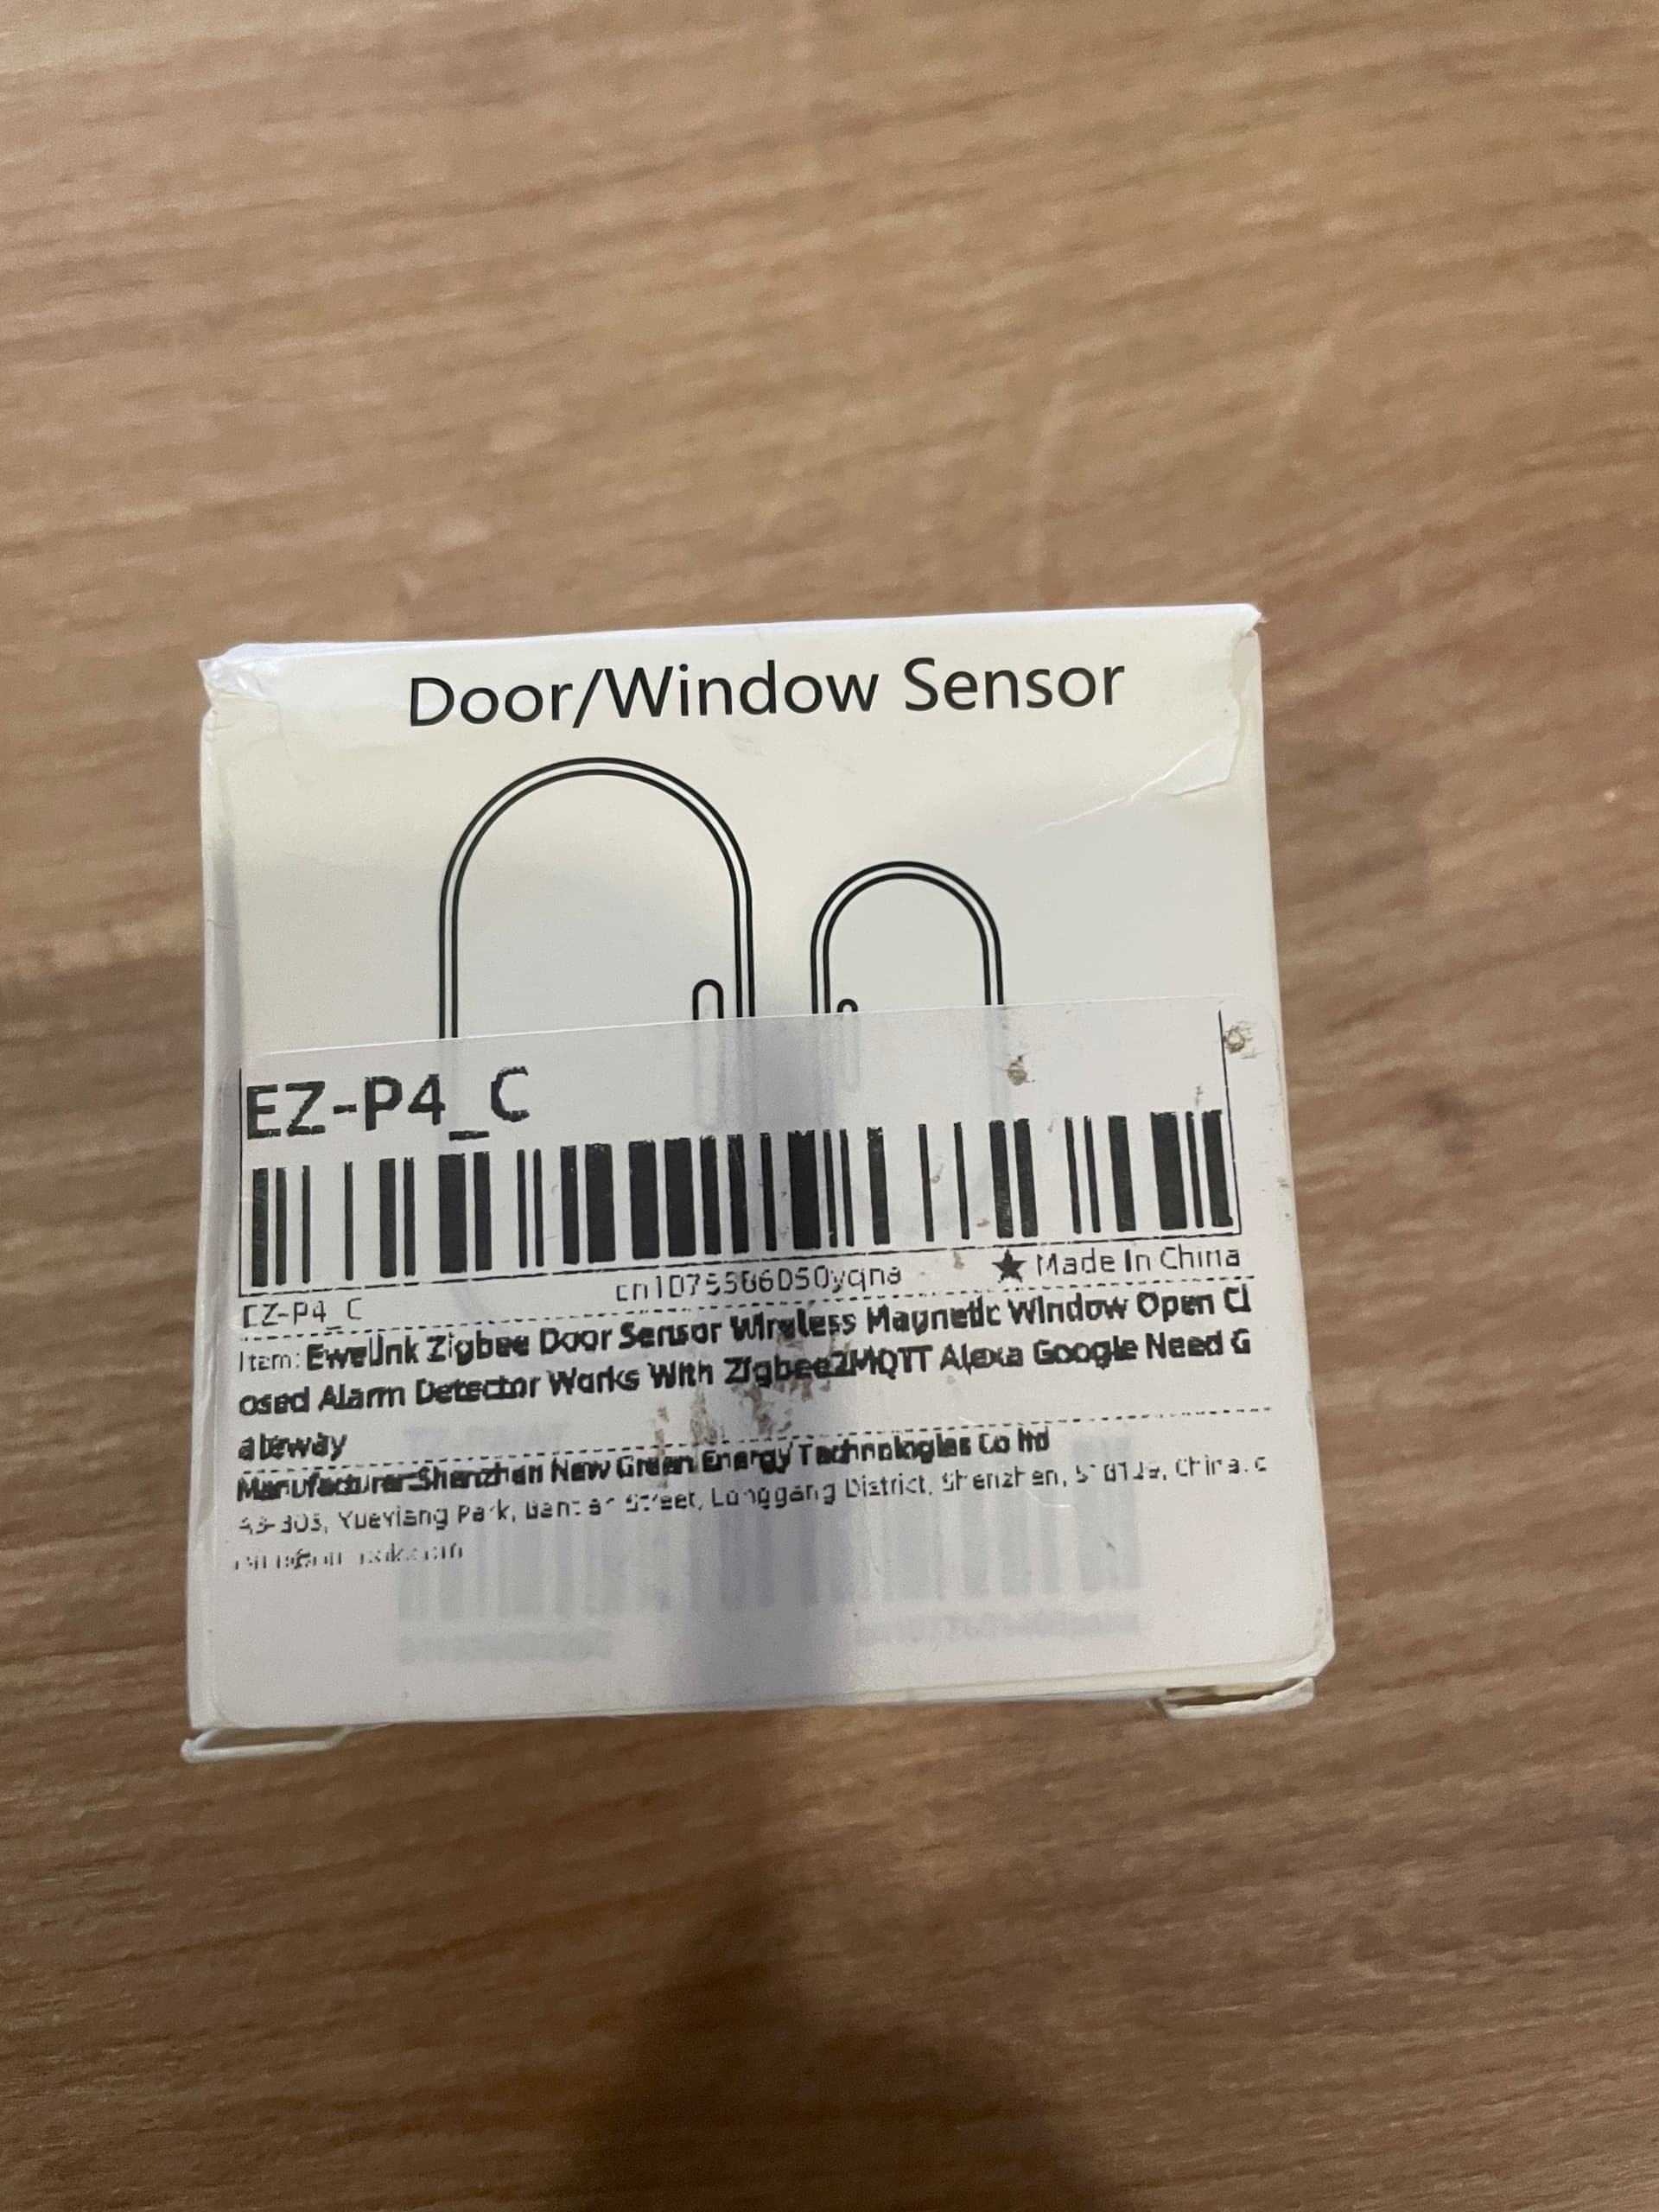 Door/Window Sensor
EZ-P4_C
★ Made In China
EZ-P4_C
Item: Ewelink Zigbee Door Sensor Wireless Magnetic Window Open Cl
osed Alarm Detector Works With Zigbee2MQTT Alexa Google Need G
ateway
Manufacturer:Shenzhen New Green Energy Technologies Co ltd
Park, Street, Longgang District, Shenzhen, China.